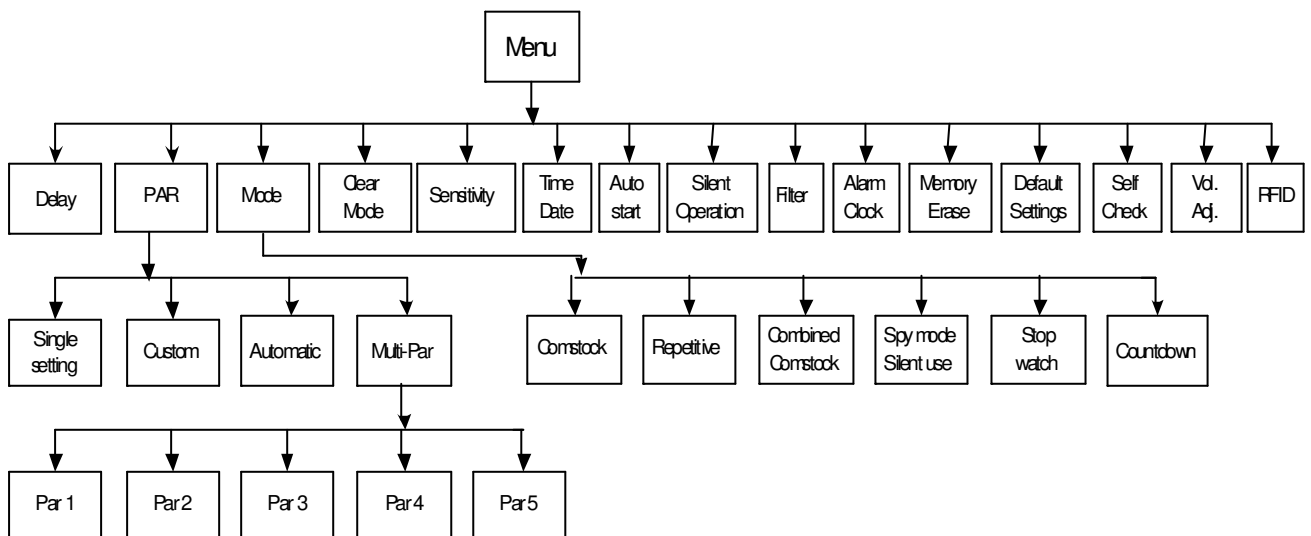 Menu
Delay
PAR
Mode
Clear
Mode
Sensitivity
Time
Date
Auto
start
Silent
Operation
Filter
Alarm
Clock
Memory
Erase
Default
Settings
Self
Check
Vol.
Adj.
RFID
Single
setting
Custom
Automatic
Multi-Par
Comstock
Repetitive
Combined
Comstock
Spy mode
Silent use
Stop
watch
Countdown
Par 1
Par 2
Par 3
Par 4
Par 5